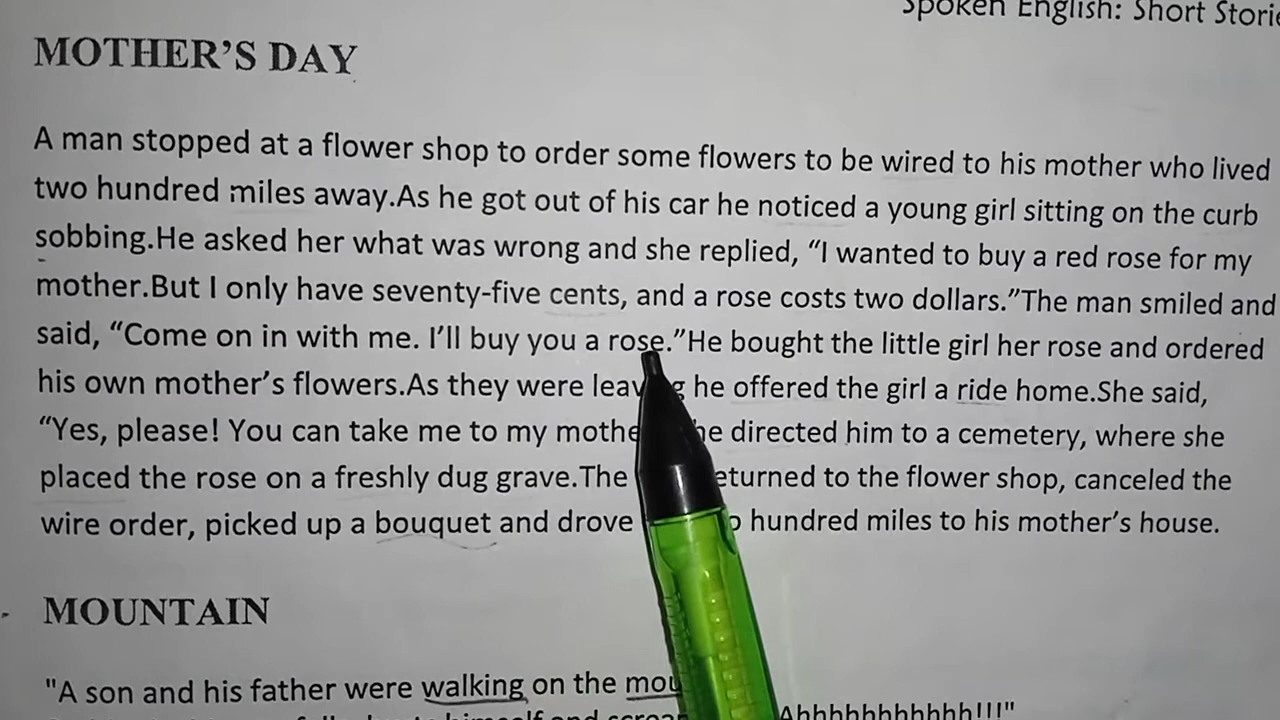 Spoken English: Short Stori
MOTHER'S DAY
A man stopped at a flower shop to order some flowers to be wired to his mother who lived
two hundred miles away.As he got out of his car he noticed a young girl sitting on the curb
sobbing.He asked her what was wrong and she replied, “I wanted to buy a red rose for my
mother.But I only have seventy-five cents, and a rose costs two dollars.”The man smiled and
said, “Come on in with me. I’ll buy you a rose.”He bought the little girl her rose and ordered
his own mother’s flowers.As they were leaving he offered the girl a ride home.She said,
“Yes, please! You can take me to my mothe he directed him to a cemetery, where she
placed the rose on a freshly dug grave.The eturned to the flower shop, canceled the
wire order, picked up a bouquet and drove hundred miles to his mother’s house.
MOUNTAIN
"A son and his father were walking on the mou
to himself and Ahhhhhhhhhhh!!!"